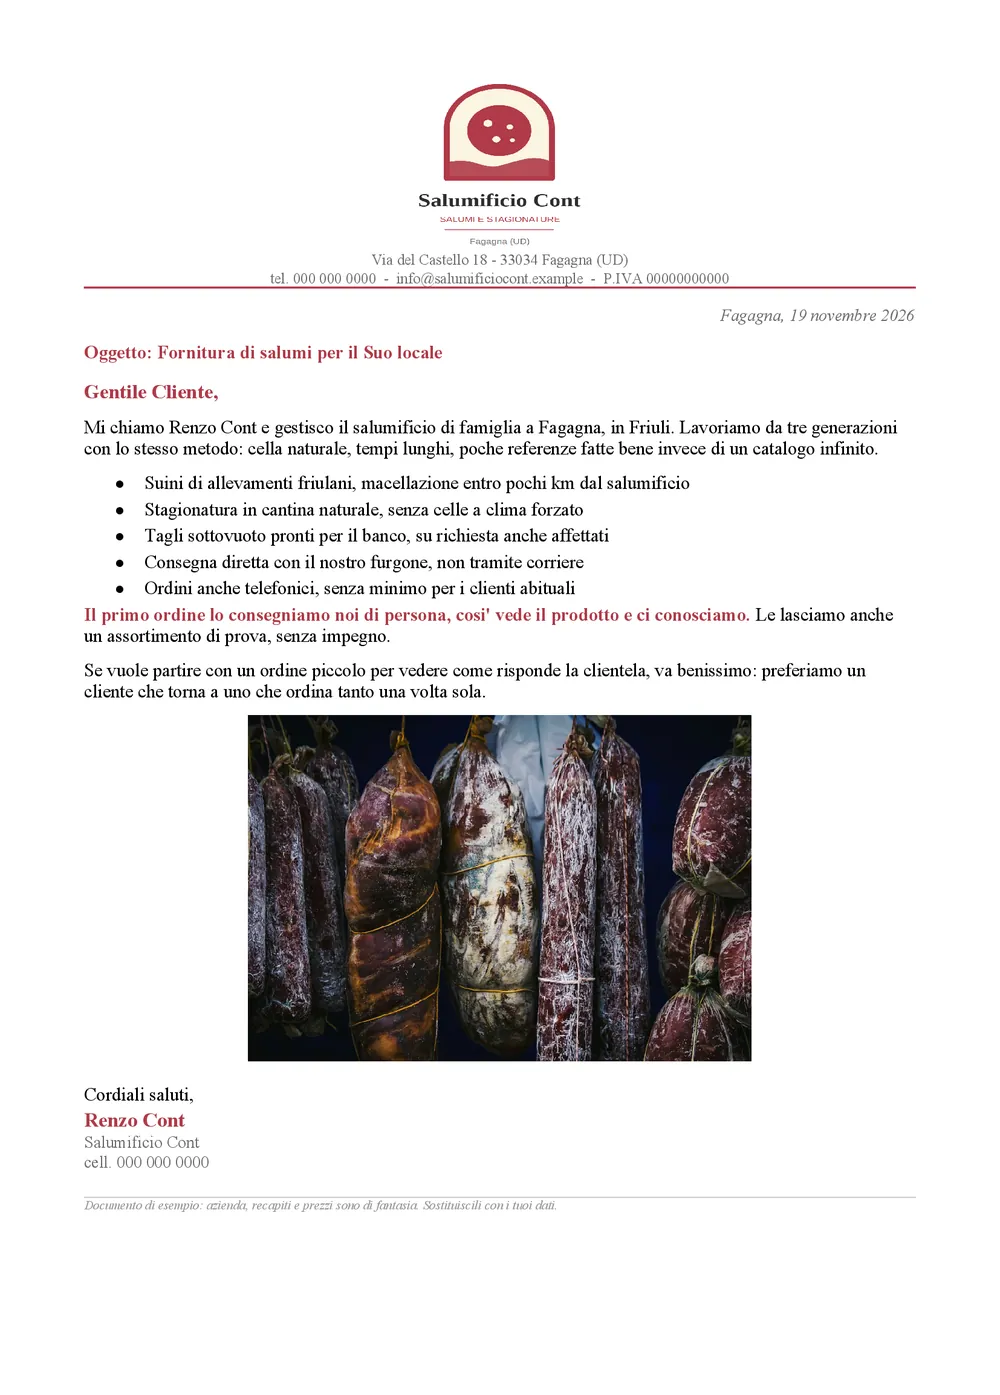 Salumificio Cont
SALUMI E STAGIONATURE
Fagagna (UD)
Via del Castello 18 - 33034 Fagagna (UD)
tel. 000 000 0000 - info@salumificiocont.example - P.IVA 00000000000
Fagagna, 19 novembre 2026
Oggetto: Fornitura di salumi per il Suo locale
Gentile Cliente,
Mi chiamo Renzo Cont e gestisco il salumificio di famiglia a Fagagna, in Friuli. Lavoriamo da tre generazioni
con lo stesso metodo: cella naturale, tempi lunghi, poche referenze fatte bene invece di un catalogo infinito.
● Suini di allevamenti friulani, macellazione entro pochi km dal salumificio
● Stagionatura in cantina naturale, senza celle a clima forzato
● Tagli sottovuoto pronti per il banco, su richiesta anche affettati
● Consegna diretta con il nostro furgone, non tramite corriere
● Ordini anche telefonici, senza minimo per i clienti abituali
Il primo ordine lo consegniamo noi di persona, cosi' vede il prodotto e ci conosciamo. Le lasciamo anche
un assortimento di prova, senza impegno.
Se vuole partire con un ordine piccolo per vedere come risponde la clientela, va benissimo: preferiamo un
cliente che torna a uno che ordina tanto una volta sola.
Cordiali saluti,
Renzo Cont
Salumificio Cont
cell. 000 000 0000
Documento di esempio: azienda, recapiti e prezzi sono di fantasia. Sostituiscili con i tuoi dati.